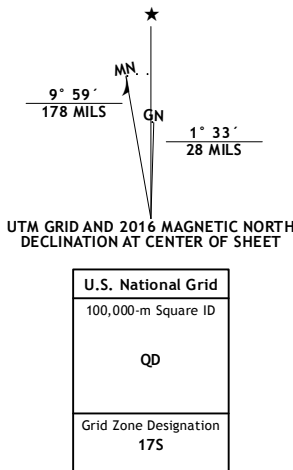 ★
MN
GN
9° 59´
178 MILS
1° 33´
28 MILS
UTM GRID AND 2016 MAGNETIC NORTH
DECLINATION AT CENTER OF SHEET
U.S. National Grid
100,000-m Square ID
QD
Grid Zone Designation
17S